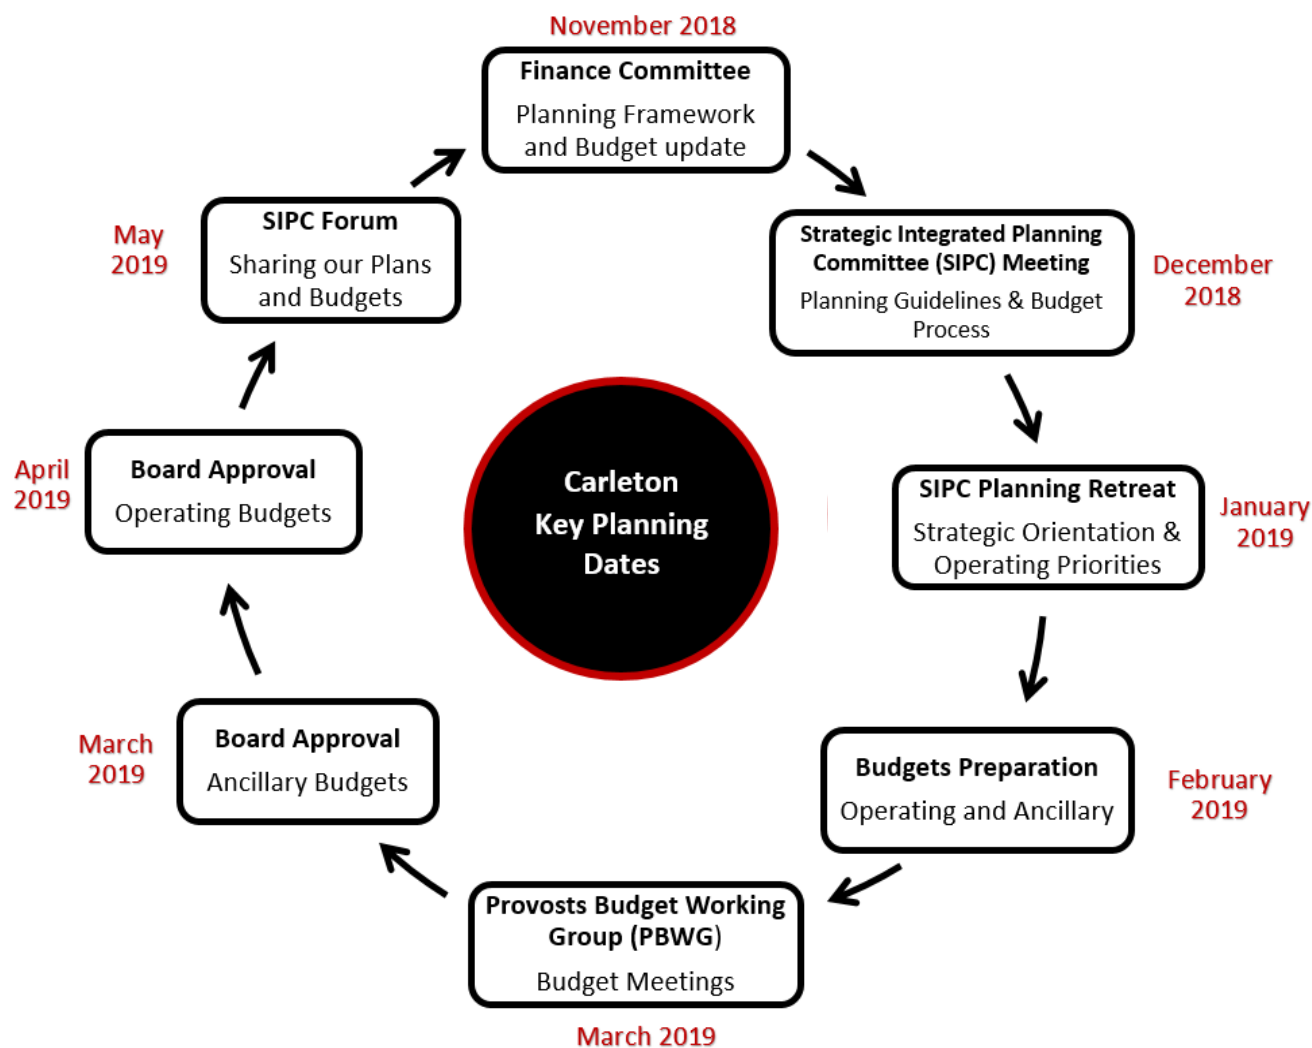 November 2018
Finance Committee
Planning Framework
and Budget update
Strategic Integrated Planning
Committee (SIPC) Meeting
Planning Guidelines & Budget
Process
December
2018
SIPC Planning Retreat
Strategic Orientation &
Operating Priorities
January
2019
Budgets Preparation
Operating and Ancillary
February
2019
Provosts Budget Working
Group (PBWG)
Budget Meetings
March 2019
Board Approval
Ancillary Budgets
March
2019
Board Approval
Operating Budgets
April
2019
SIPC Forum
Sharing our Plans
and Budgets
May
2019
Carleton
Key Planning
Dates